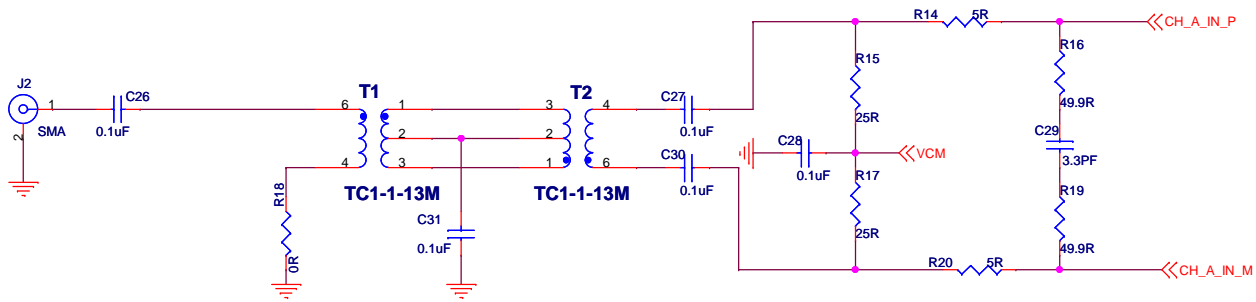 J2
1
2
SMA
C26
0.1uF
T1
6
4
1
2
3
TC1-1-13M
R18
0R
C31
0.1uF
T2
3
2
1
4
6
TC1-1-13M
C27
0.1uF
C30
0.1uF
C28
0.1uF
R15
25R
VCM
R17
25R
R14
5R
R16
49.9R
C29
3.3PF
R19
49.9R
R20
5R
CH_A_IN_P
CH_A_IN_M